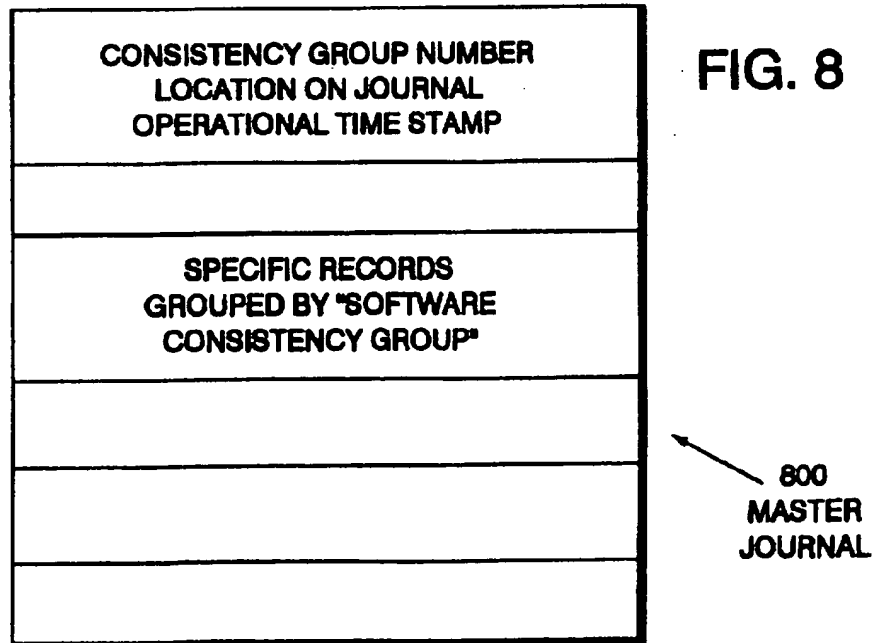 CONSISTENCY GROUP NUMBER
LOCATION ON JOURNAL
OPERATIONAL TIME STAMP
FIG. 8
SPECIFIC RECORDS
GROUPED BY "SOFTWARE
CONSISTENCY GROUP"
800
MASTER
JOURNAL